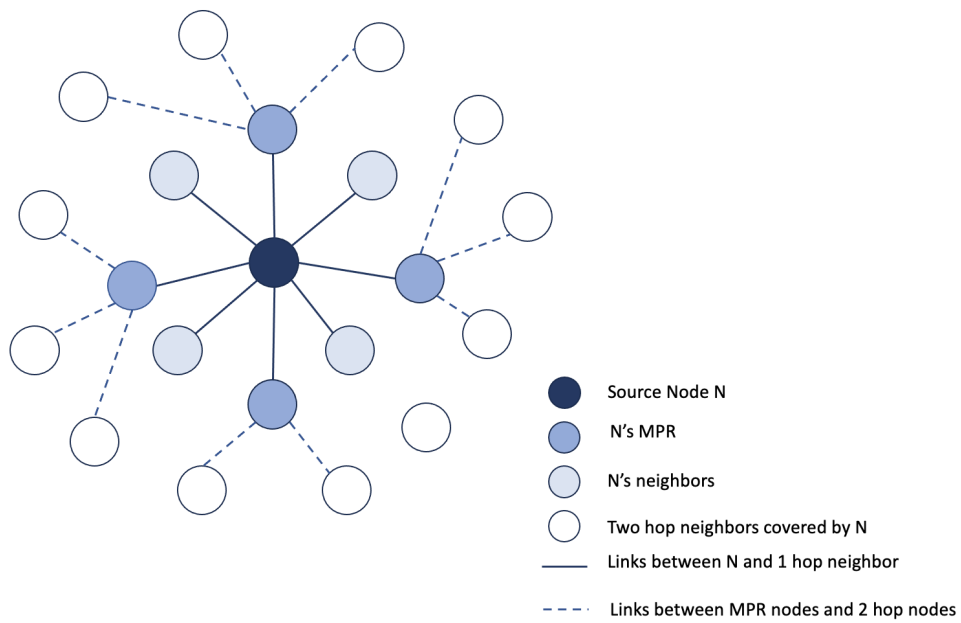 Source Node N
N's MPR
N's neighbors
Two hop neighbors covered by N
Links between N and 1 hop neighbor
Links between MPR nodes and 2 hop nodes